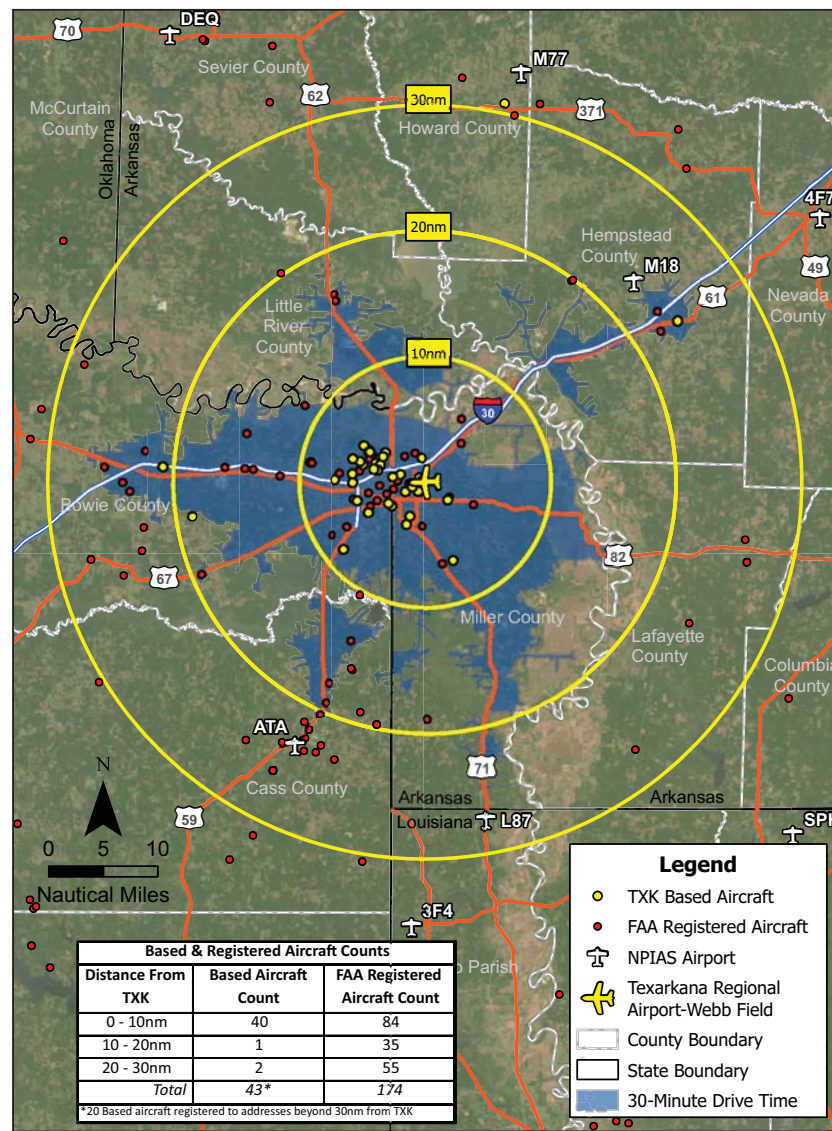 70
DEQ
M77
Sevier County
McCurtain
County
62
30nm
371
Howard County
Oklahoma
Arkansas
4F7
20nm
Hempstead
County
M18
49
61
Nevada
County
Little
River
County
10nm
30
Bowie County
82
67
Miller County
Lafayette
County
Columbia
County
ATA
N
71
Cass County
Arkansas
Arkansas
Louisiana
L87
59
0 5 10
Nautical Miles
3F4
Parish
Legend
TXK Based Aircraft
FAA Registered Aircraft
NPIAS Airport
Texarkana Regional
Airport-Webb Field
County Boundary
State Boundary
30-Minute Drive Time
Based & Registered Aircraft Counts
Distance From TXK Based Aircraft Count FAA Registered Aircraft Count
0 - 10nm 40 84
10 - 20nm 1 35
20 - 30nm 2 55
Total 43* 174
*20 Based aircraft registered to addresses beyond 30nm from TXK